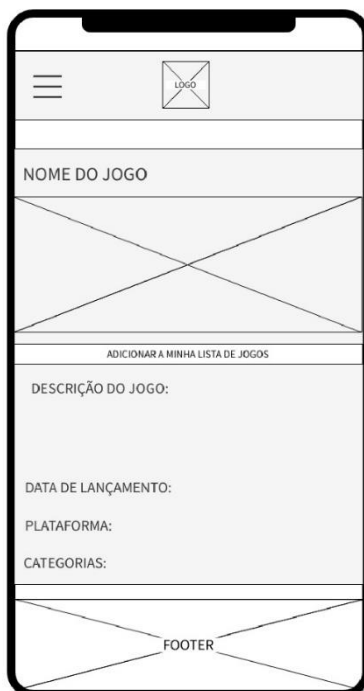 LOGO
NOME DO JOGO
ADICIONAR A MINHA LISTA DE JOGOS
DESCRIÇÃO DO JOGO:
DATA DE LANÇAMENTO:
PLATAFORMA:
CATEGORIAS:
FOOTER